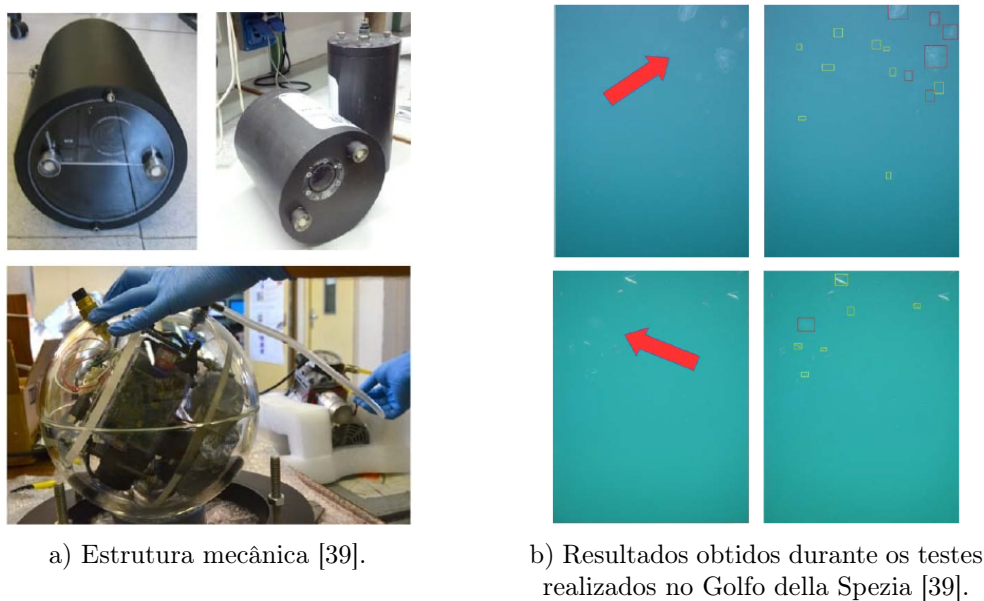 a) Estrutura mecânica [39].
b) Resultados obtidos durante os testes
realizados no Golfo della Spezia [39].